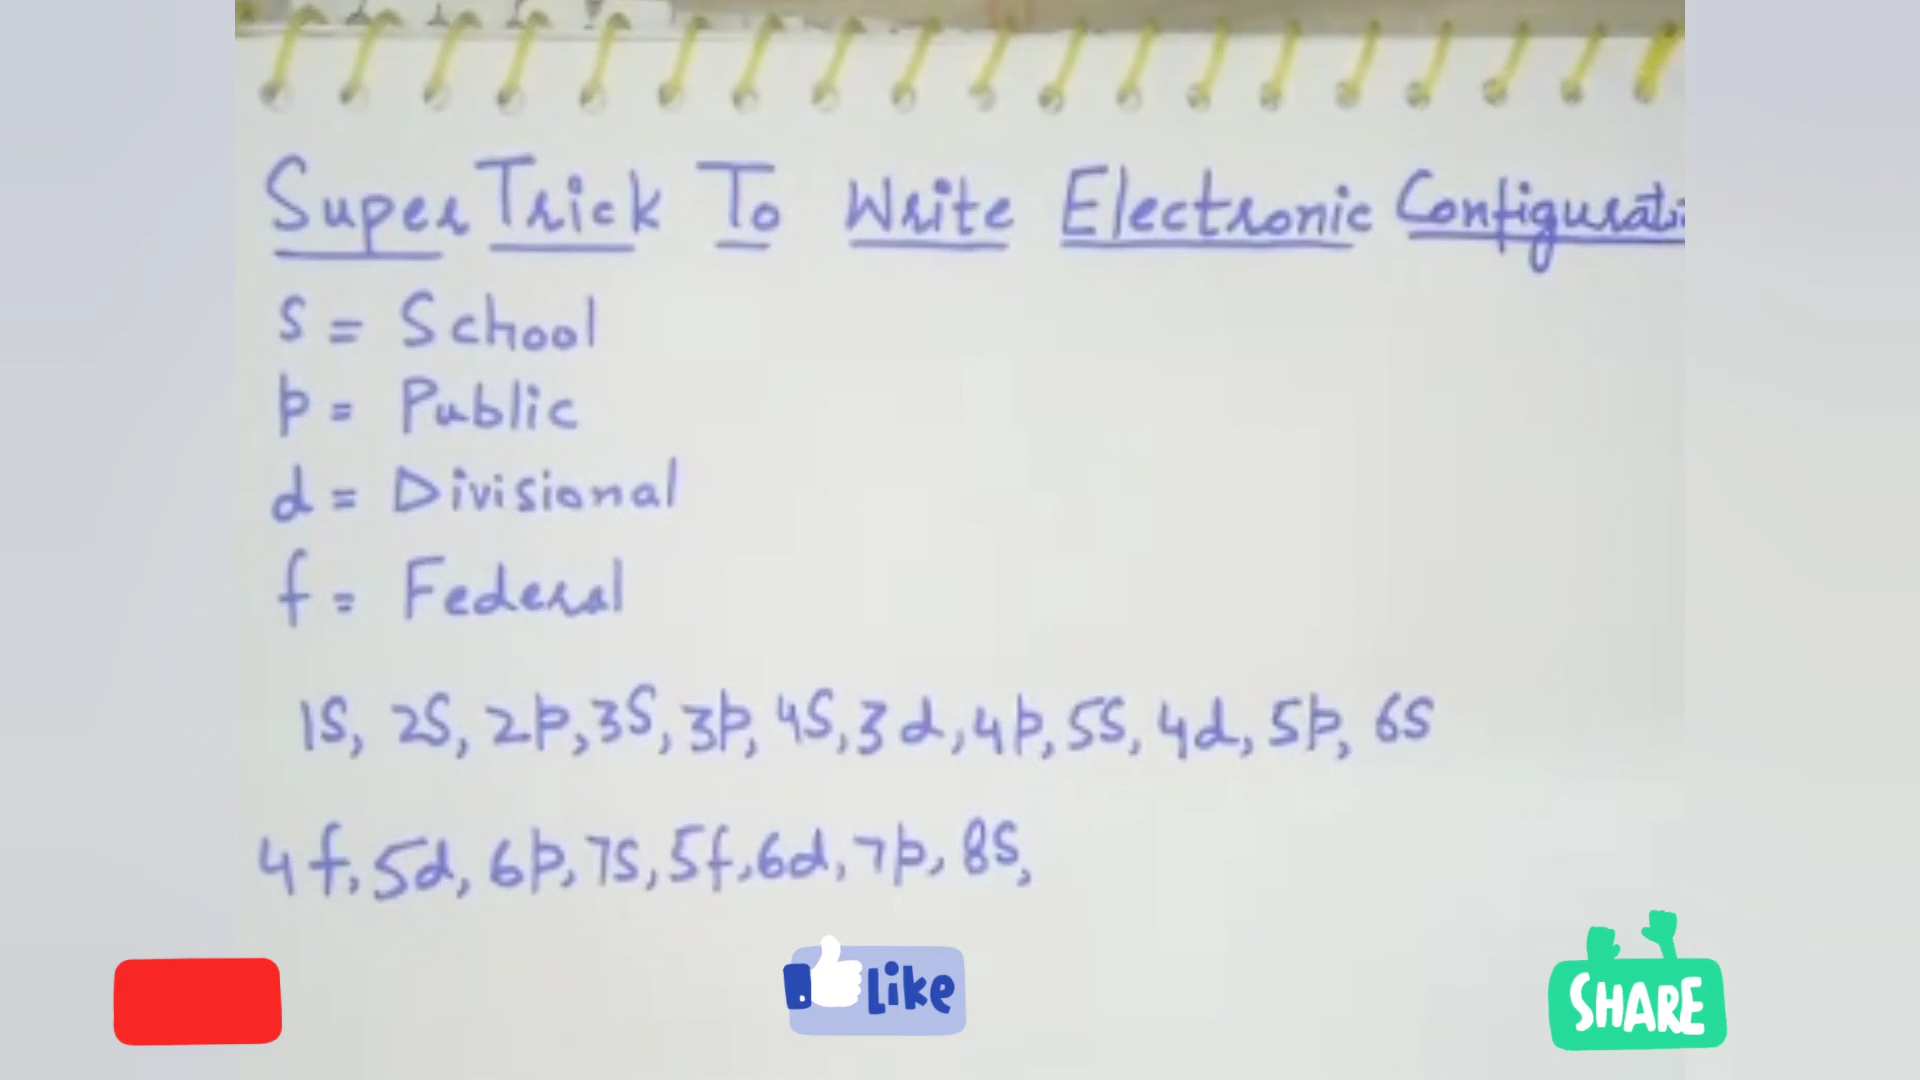 Super Trick To Write Electronic Configurati
s = School
p = Public
d = Divisional
f = Federal
1S, 2S, 2p, 3S, 3p, 4S, 3d, 4p, 5S, 4d, 5p, 6S
4f, 5d, 6p, 7S, 5f, 6d, 7p, 8S,
Like
SHARE